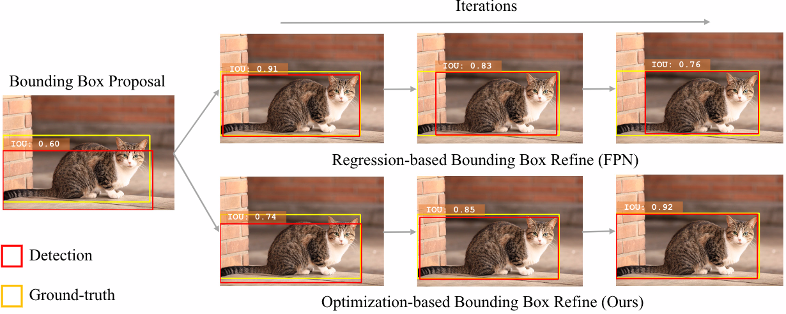 Iterations
Bounding Box Proposal
IOU: 0.60
IOU: 0.91
IOU: 0.83
IOU: 0.76
Regression-based Bounding Box Refine (FPN)
IOU: 0.74
IOU: 0.85
IOU: 0.92
Detection
Ground-truth
Optimization-based Bounding Box Refine (Ours)